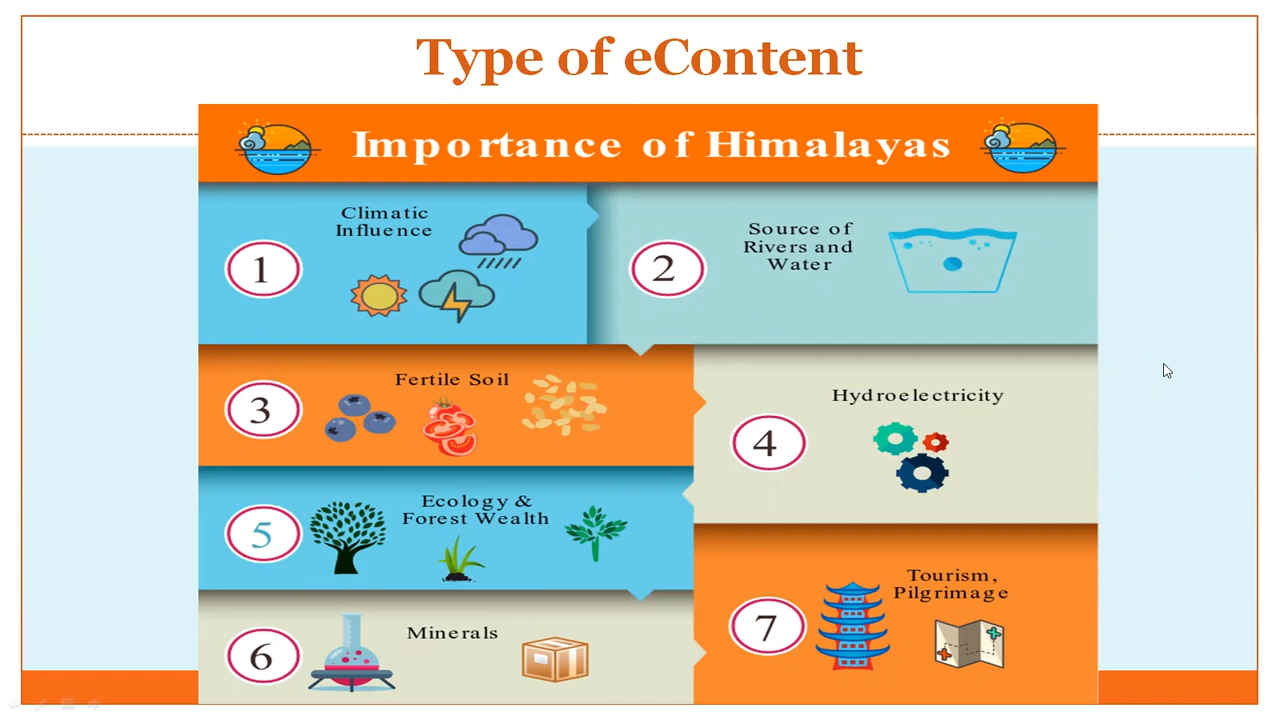 Type of eContent
Importance of Himalayas
1
Climatic
Influence
2
Source of
Rivers and
Water
3
Fertile Soil
4
Hydroelectricity
5
Ecology &
Forest Wealth
6
Minerals
7
Tourism,
Pilgrimage